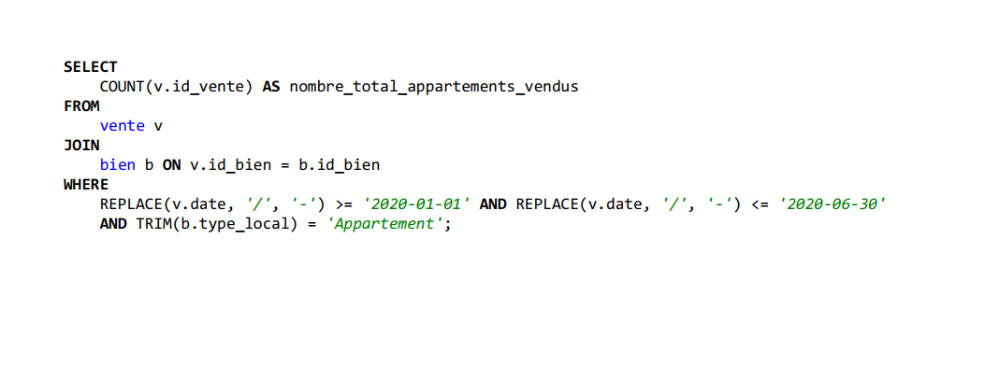 SELECT
    COUNT(v.id_vente) AS nombre_total_appartements_vendus
FROM
    vente v
JOIN
    bien b ON v.id_bien = b.id_bien
WHERE
    REPLACE(v.date, '/', '-') >= '2020-01-01' AND REPLACE(v.date, '/', '-') <= '2020-06-30'
    AND TRIM(b.type_local) = 'Appartement';